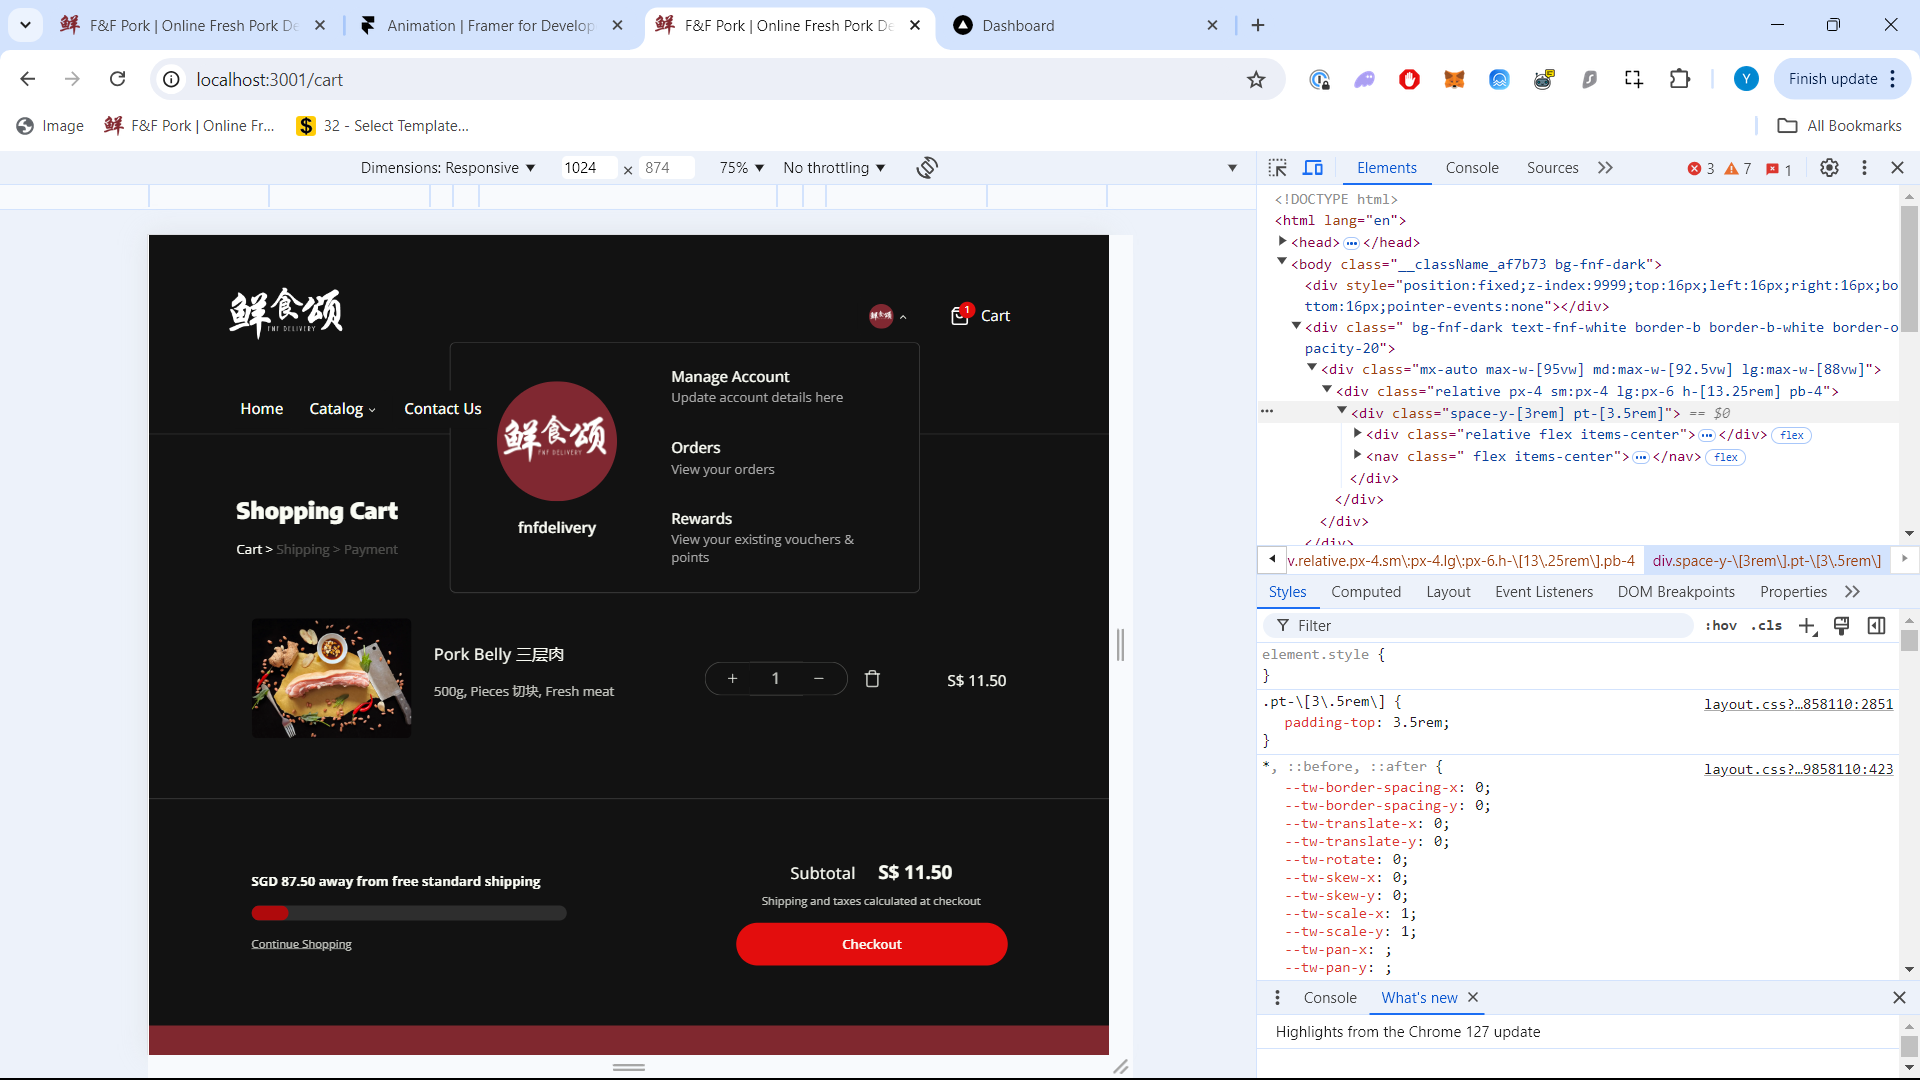 F&F Pork | Online Fresh Pork De
Animation | Framer for Develop
F&F Pork | Online Fresh Pork De
Dashboard
localhost:3001/cart
Y
Finish update
Image
F&F Pork | Online Fr...
32 - Select Template...
All Bookmarks
Dimensions: Responsive
1024 × 874
75%
No throttling
鲜食颂
FNF DELIVERY
1
Cart
Home
Catalog
Contact Us
鲜食颂
FNF DELIVERY
fnfdelivery
Manage Account
Update account details here
Orders
View your orders
Rewards
View your existing vouchers &
points
Shopping Cart
Cart > Shipping > Payment
Pork Belly 三层肉
500g, Pieces 切块, Fresh meat
+ 1 −
S$ 11.50
SGD 87.50 away from free standard shipping
Continue Shopping
Subtotal S$ 11.50
Shipping and taxes calculated at checkout
Checkout
Elements
Console
Sources
3
7
1
<!DOCTYPE html>
<html lang="en">
<head>…</head>
<body class="__className_af7b73 bg-fnf-dark">
<div style="position:fixed;z-index:9999;top:16px;left:16px;right:16px;bo
ttom:16px;pointer-events:none"></div>
<div class=" bg-fnf-dark text-fnf-white border-b border-b-white border-o
pacity-20">
<div class="mx-auto max-w-[95vw] md:max-w-[92.5vw] lg:max-w-[88vw]">
<div class="relative px-4 sm:px-4 lg:px-6 h-[13.25rem] pb-4">
<div class="space-y-[3rem] pt-[3.5rem]"> == $0
<div class="relative flex items-center">…</div> flex
<nav class=" flex items-center">…</nav> flex
</div>
</div>
</div>
</div>
v.relative.px-4.sm\:px-4.lg\:px-6.h-\[13\.25rem\].pb-4
div.space-y-\[3rem\].pt-\[3\.5rem\]
Styles
Computed
Layout
Event Listeners
DOM Breakpoints
Properties
Filter
:hov
.cls
element.style {
}
.pt-\[3\.5rem\] {
layout.css?…858110:2851
padding-top: 3.5rem;
}
*, ::before, ::after {
layout.css?…9858110:423
--tw-border-spacing-x: 0;
--tw-border-spacing-y: 0;
--tw-translate-x: 0;
--tw-translate-y: 0;
--tw-rotate: 0;
--tw-skew-x: 0;
--tw-skew-y: 0;
--tw-scale-x: 1;
--tw-scale-y: 1;
--tw-pan-x: ;
--tw-pan-y: ;
Console
What's new
Highlights from the Chrome 127 update